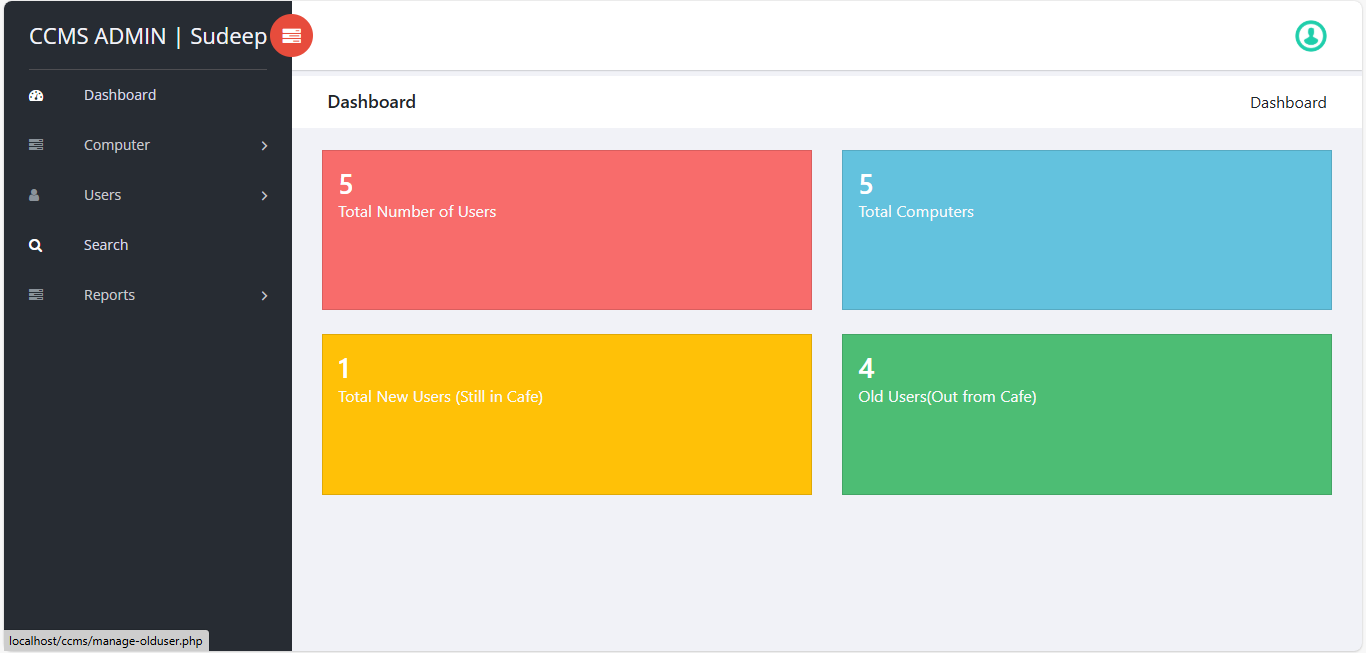 CCMS ADMIN | Sudeep
Dashboard
Computer
Users
Search
Reports
Dashboard
Dashboard
5
Total Number of Users
5
Total Computers
1
Total New Users (Still in Cafe)
4
Old Users(Out from Cafe)
localhost/ccms/manage-olduser.php